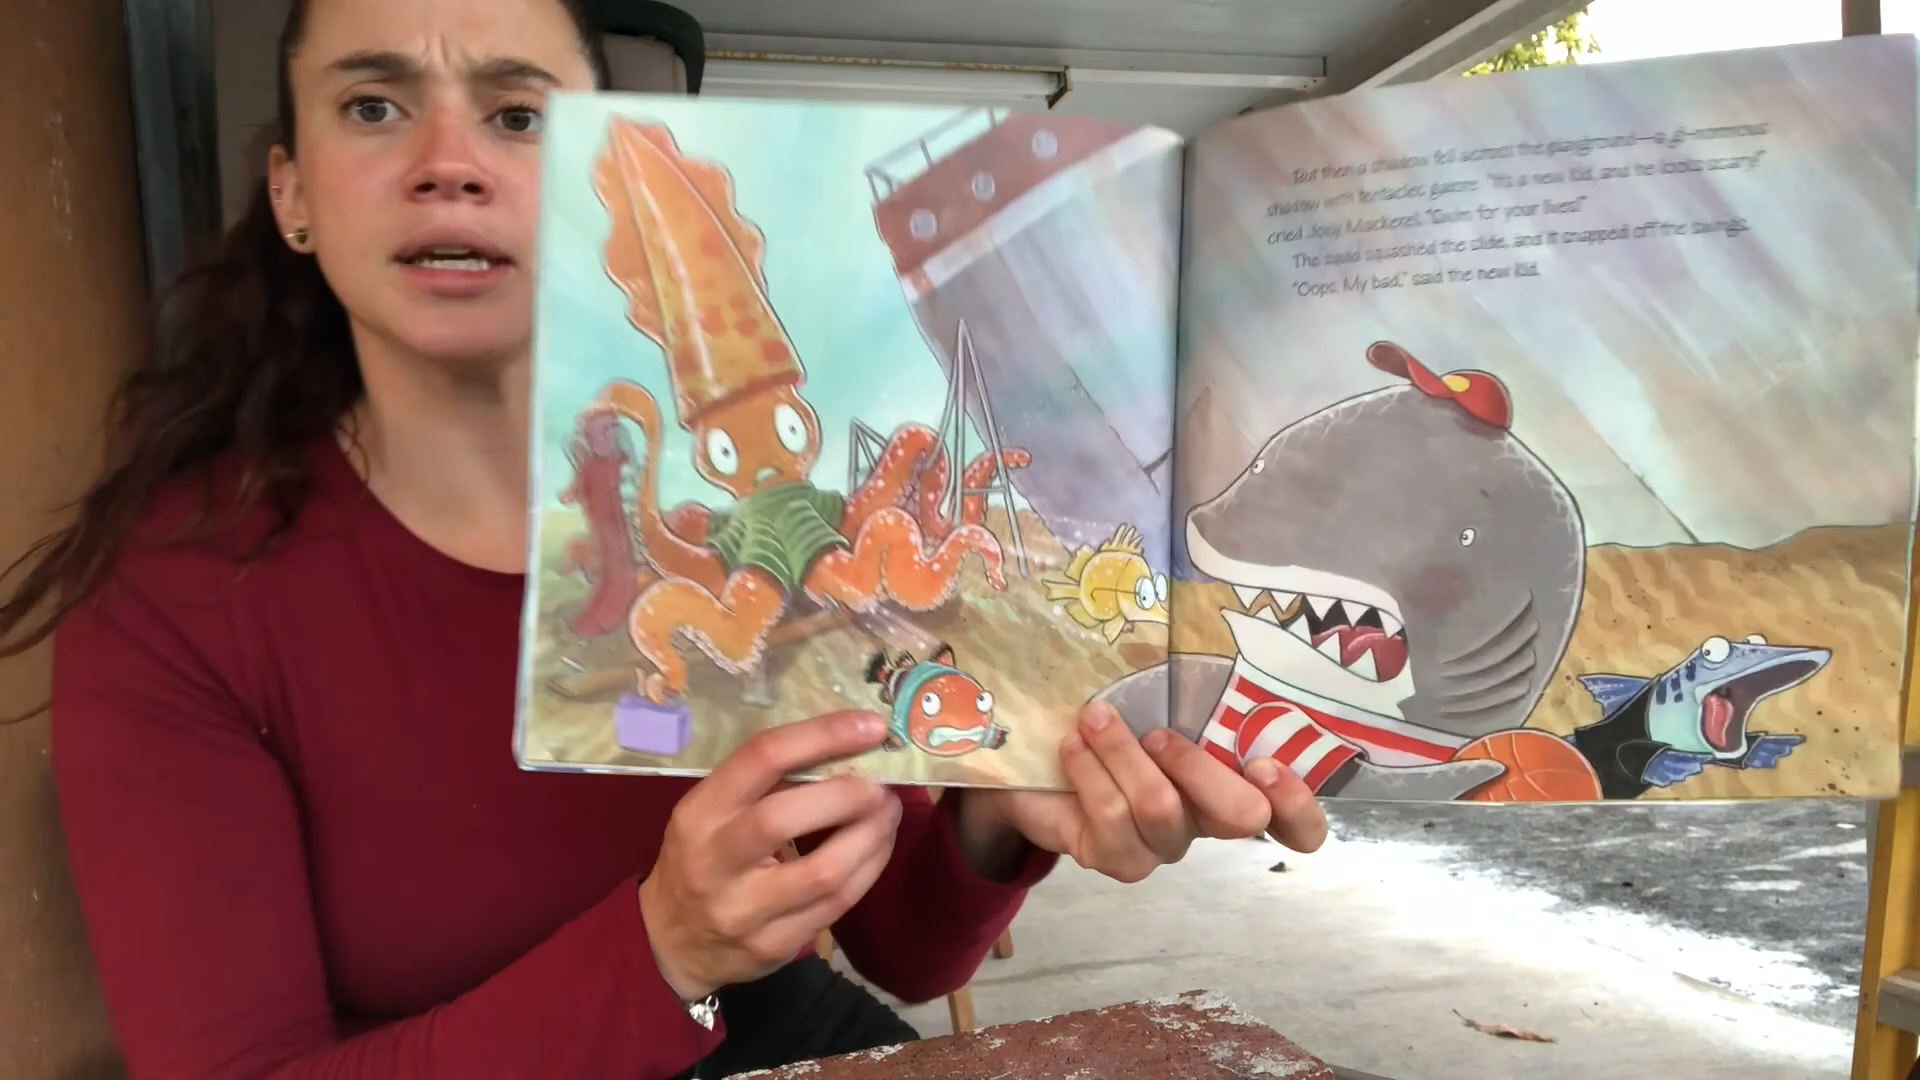 But then a shadow fell across the playground—a g-normous
shadow with tentacles galore. "It's a new kid, and he looks scary!"
cried Joey Mackerel. "Swim for your lives!"
The squid squashed the slide, and it snapped off the swings.
"Oops. My bad," said the new kid.